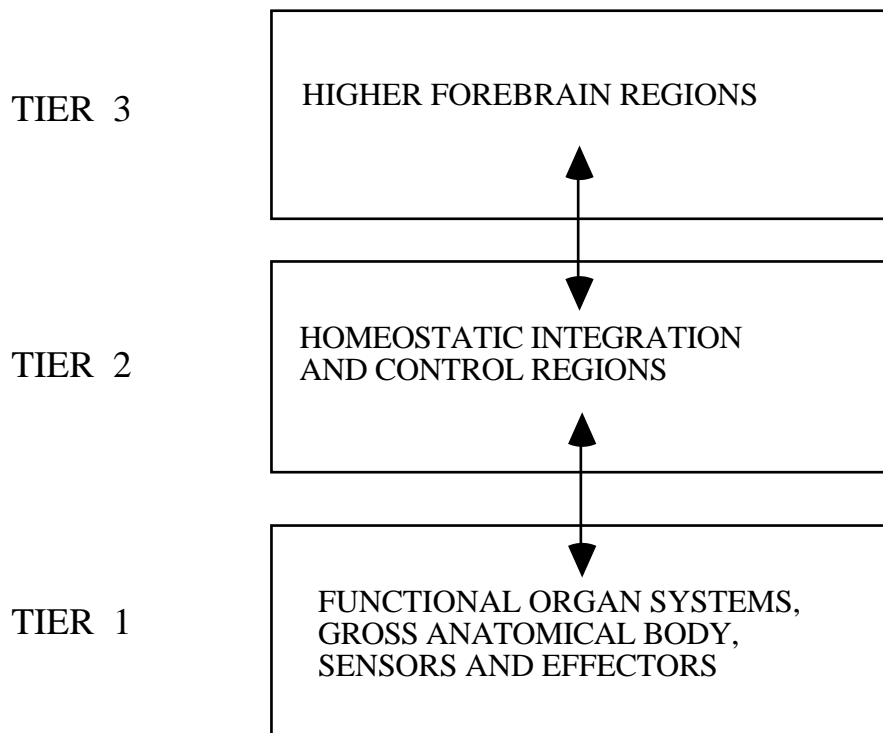 TIER 3
HIGHER FOREBRAIN REGIONS
TIER 2
HOMEOSTATIC INTEGRATION
AND CONTROL REGIONS
TIER 1
FUNCTIONAL ORGAN SYSTEMS,
GROSS ANATOMICAL BODY,
SENSORS AND EFFECTORS